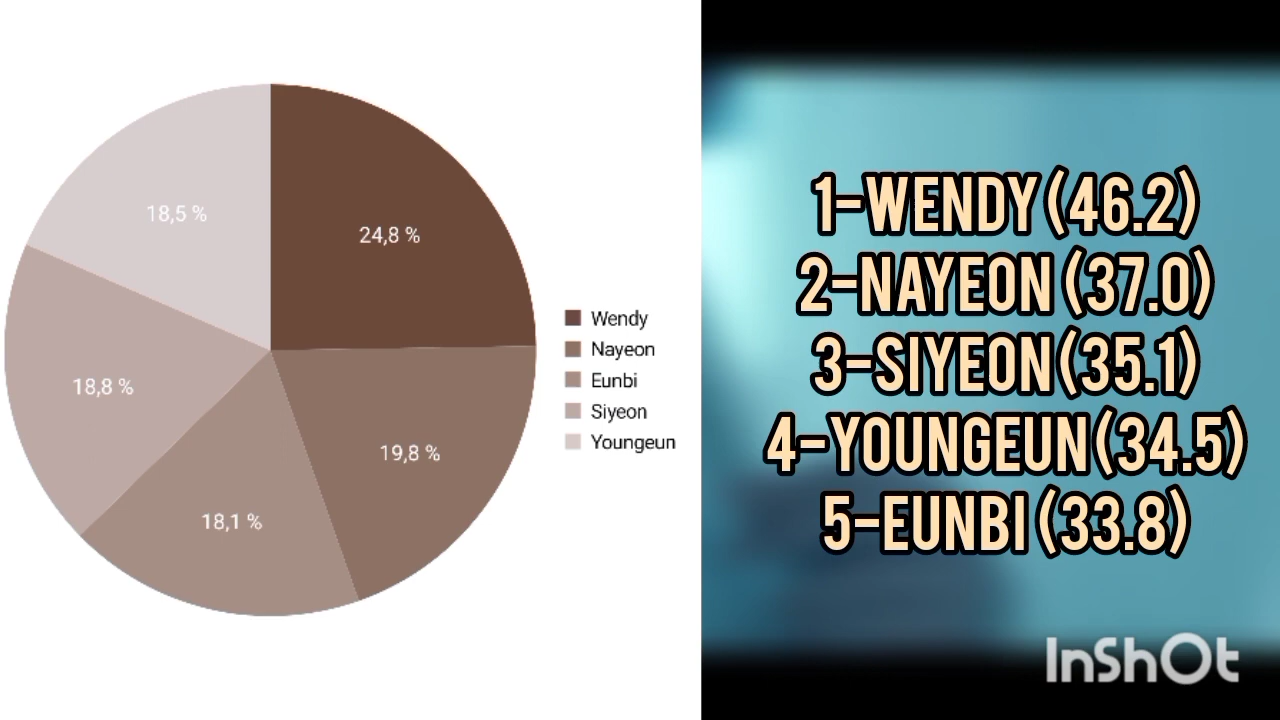 18,5 %
24,8 %
18,8 %
19,8 %
18,1 %
Wendy
Nayeon
Eunbi
Siyeon
Youngeun
1-WENDY (46.2)
2-NAYEON (37.0)
3-SIYEON (35.1)
4-YOUNGEUN (34.5)
5-EUNBI (33.8)
InShOt